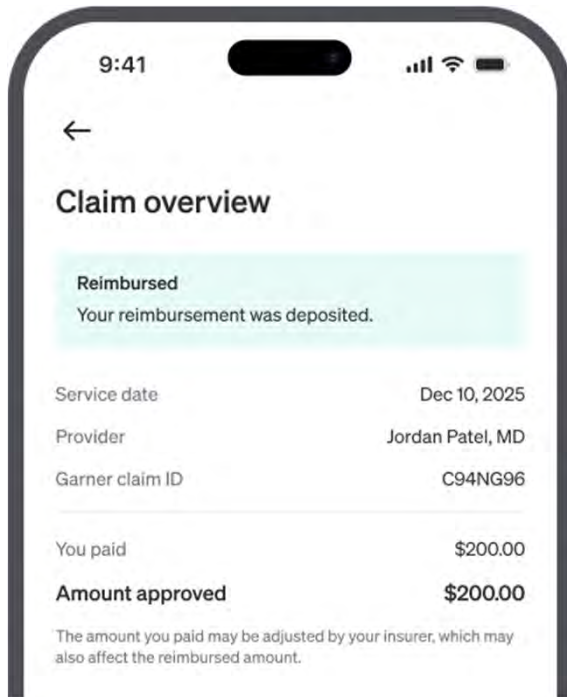 9:41
Claim overview
Reimbursed
Your reimbursement was deposited.
Service date Dec 10, 2025
Provider Jordan Patel, MD
Garner claim ID C94NG96
You paid $200.00
Amount approved $200.00
The amount you paid may be adjusted by your insurer, which may
also affect the reimbursed amount.